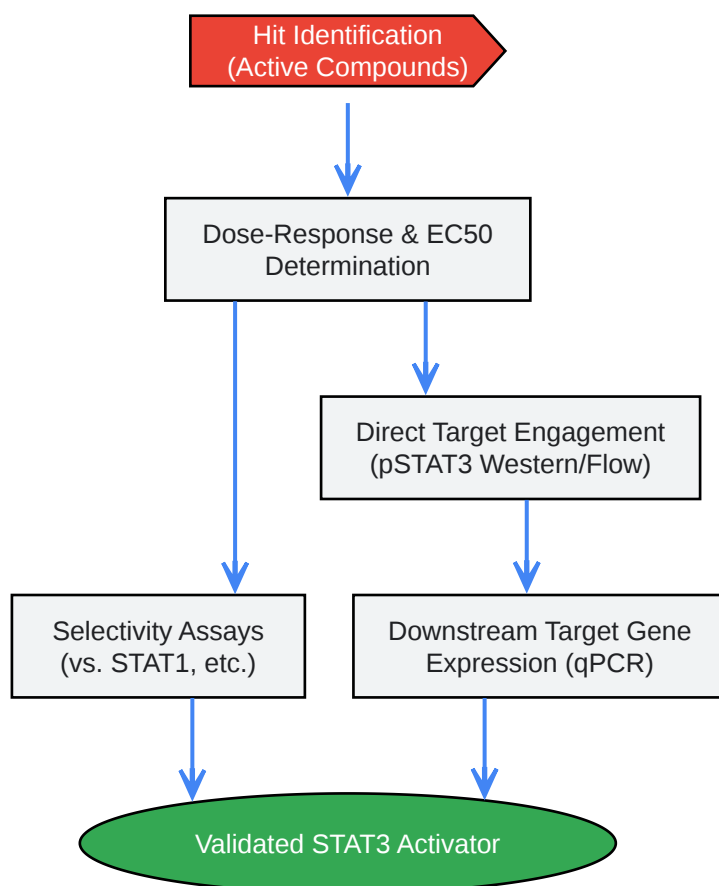 Hit Identification
(Active Compounds)
Dose-Response & EC50
Determination
Direct Target Engagement
(pSTAT3 Western/Flow)
Selectivity Assays
(vs. STAT1, etc.)
Downstream Target Gene
Expression (qPCR)
Validated STAT3 Activator